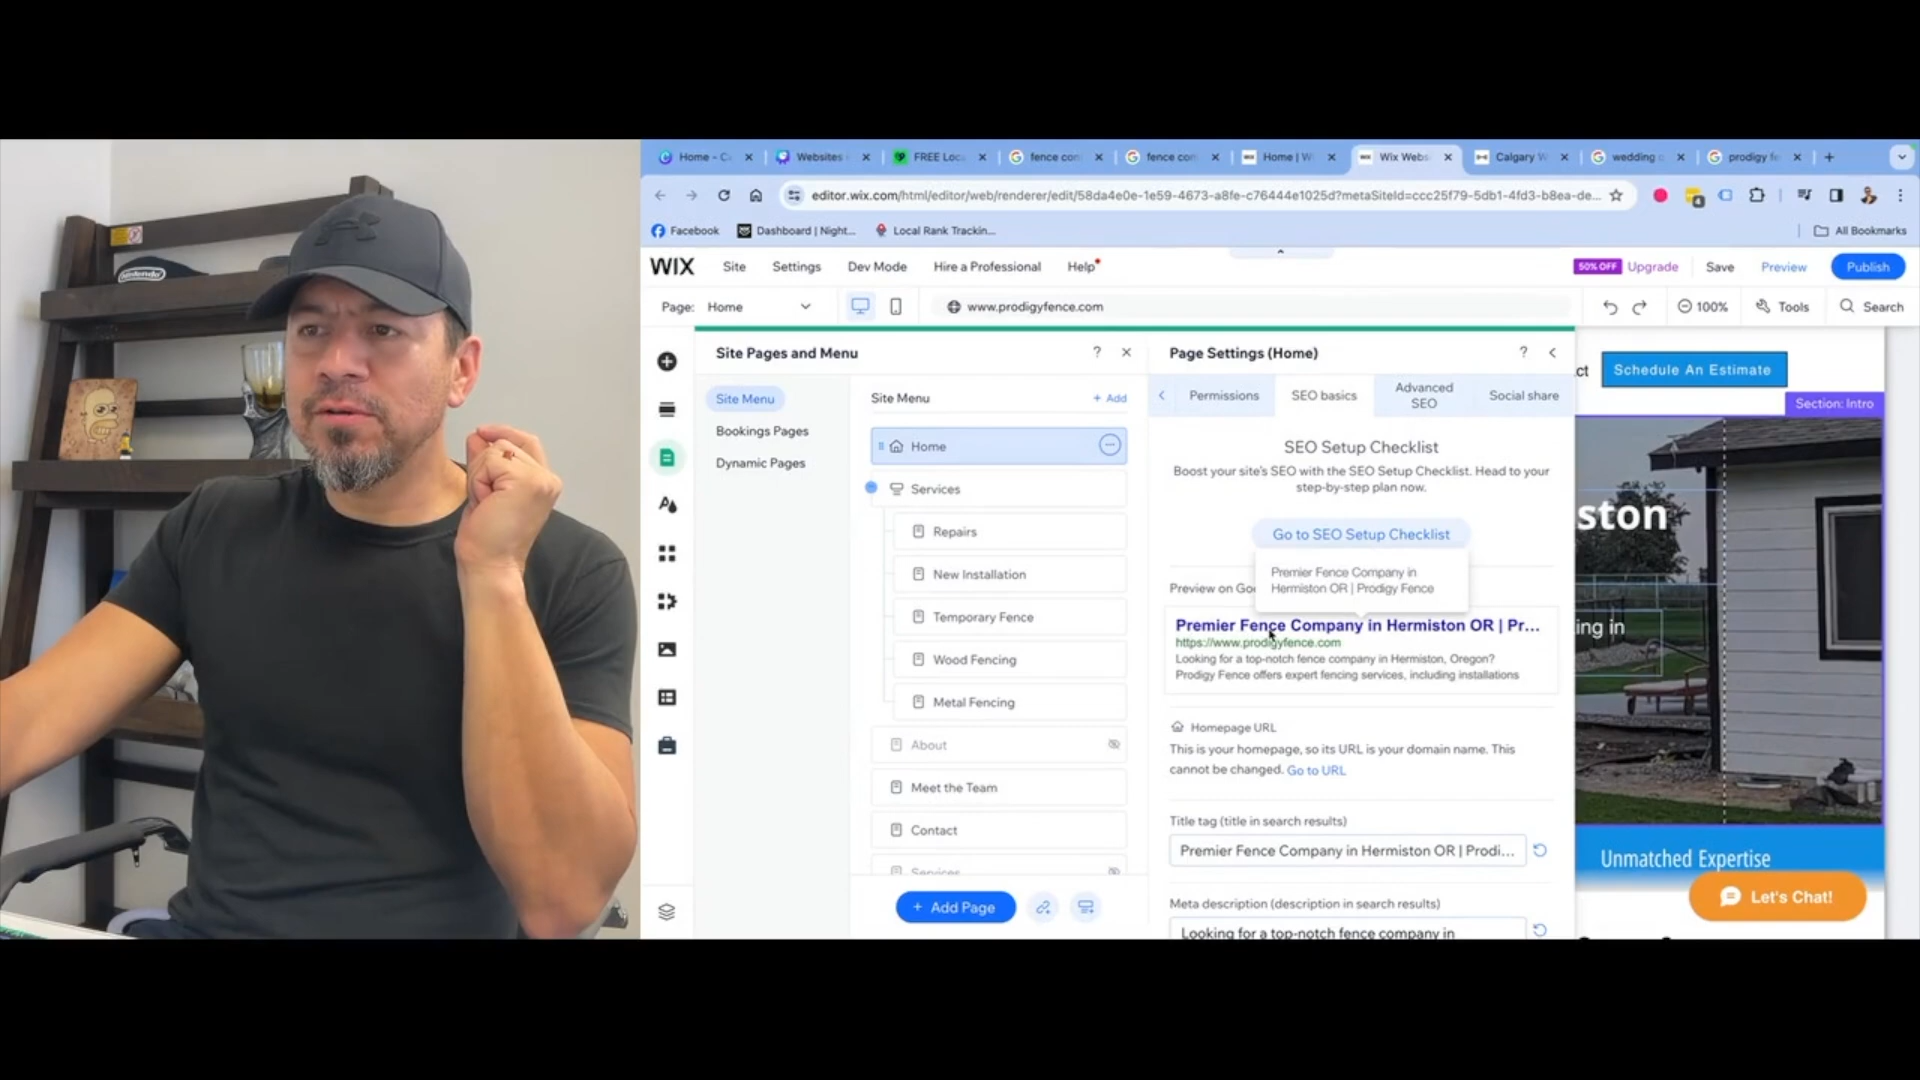 Nintendo
Home - C
Websites
FREE Loc
fence con
fence com
Home | W
Wix Webs
Calgary W
wedding
prodigy fe
editor.wix.com/html/editor/web/renderer/edit/58da4e0e-1e59-4673-a8fe-c76444e1025d?metaSiteId=ccc25f79-5db1-4fd3-b8ea-de...
Facebook
Dashboard | Night...
Local Rank Trackin...
All Bookmarks
WIX
Site
Settings
Dev Mode
Hire a Professional
Help
50% OFF
Upgrade
Save
Preview
Publish
Page: Home
www.prodigyfence.com
100%
Tools
Search
Site Pages and Menu
?
Site Menu
Bookings Pages
Dynamic Pages
Site Menu
+ Add
Home
Services
Repairs
New Installation
Temporary Fence
Wood Fencing
Metal Fencing
About
Meet the Team
Contact
Services
+ Add Page
Page Settings (Home)
?
Permissions
SEO basics
Advanced
SEO
Social share
SEO Setup Checklist
Boost your site's SEO with the SEO Setup Checklist. Head to your
step-by-step plan now.
Go to SEO Setup Checklist
Premier Fence Company in
Hermiston OR | Prodigy Fence
Preview on Goo
Premier Fence Company in Hermiston OR | Pr...
https://www.prodigyfence.com
Looking for a top-notch fence company in Hermiston, Oregon?
Prodigy Fence offers expert fencing services, including installations
Homepage URL
This is your homepage, so its URL is your domain name. This
cannot be changed. Go to URL
Title tag (title in search results)
Premier Fence Company in Hermiston OR | Prodi...
Meta description (description in search results)
Looking for a top-notch fence company in
ct
Schedule An Estimate
Section: Intro
ston
ing in
Unmatched Expertise
Let's Chat!